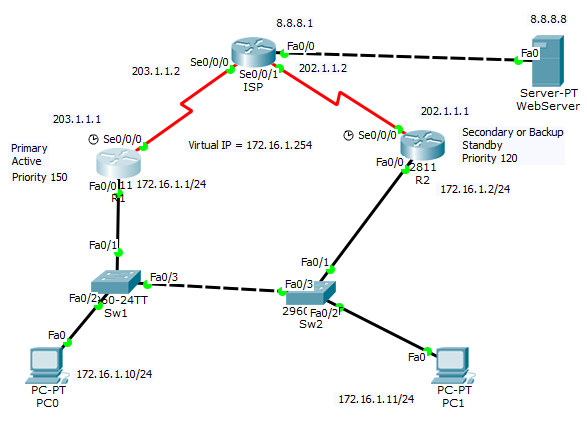 8.8.8.1
8.8.8.8
Fa0/0
Fa0
Se0/0/0
Se0/0/1
ISP
203.1.1.2
202.1.1.2
Server-PT
WebServer
203.1.1.1
202.1.1.1
Primary
Active
Priority 150
Se0/0/0
Virtual IP = 172.16.1.254
Se0/0/0
Secondary or Backup
Standby
Priority 120
Fa0/0
R1
172.16.1.1/24
Fa0/0
2811
R2
172.16.1.2/24
Fa0/1
Fa0/1
Fa0/3
Fa0/3
Fa0/2
60-24TT
Sw1
2960
Fa0/2
Sw2
Fa0
Fa0
PC-PT
PC0
172.16.1.10/24
172.16.1.11/24
PC-PT
PC1